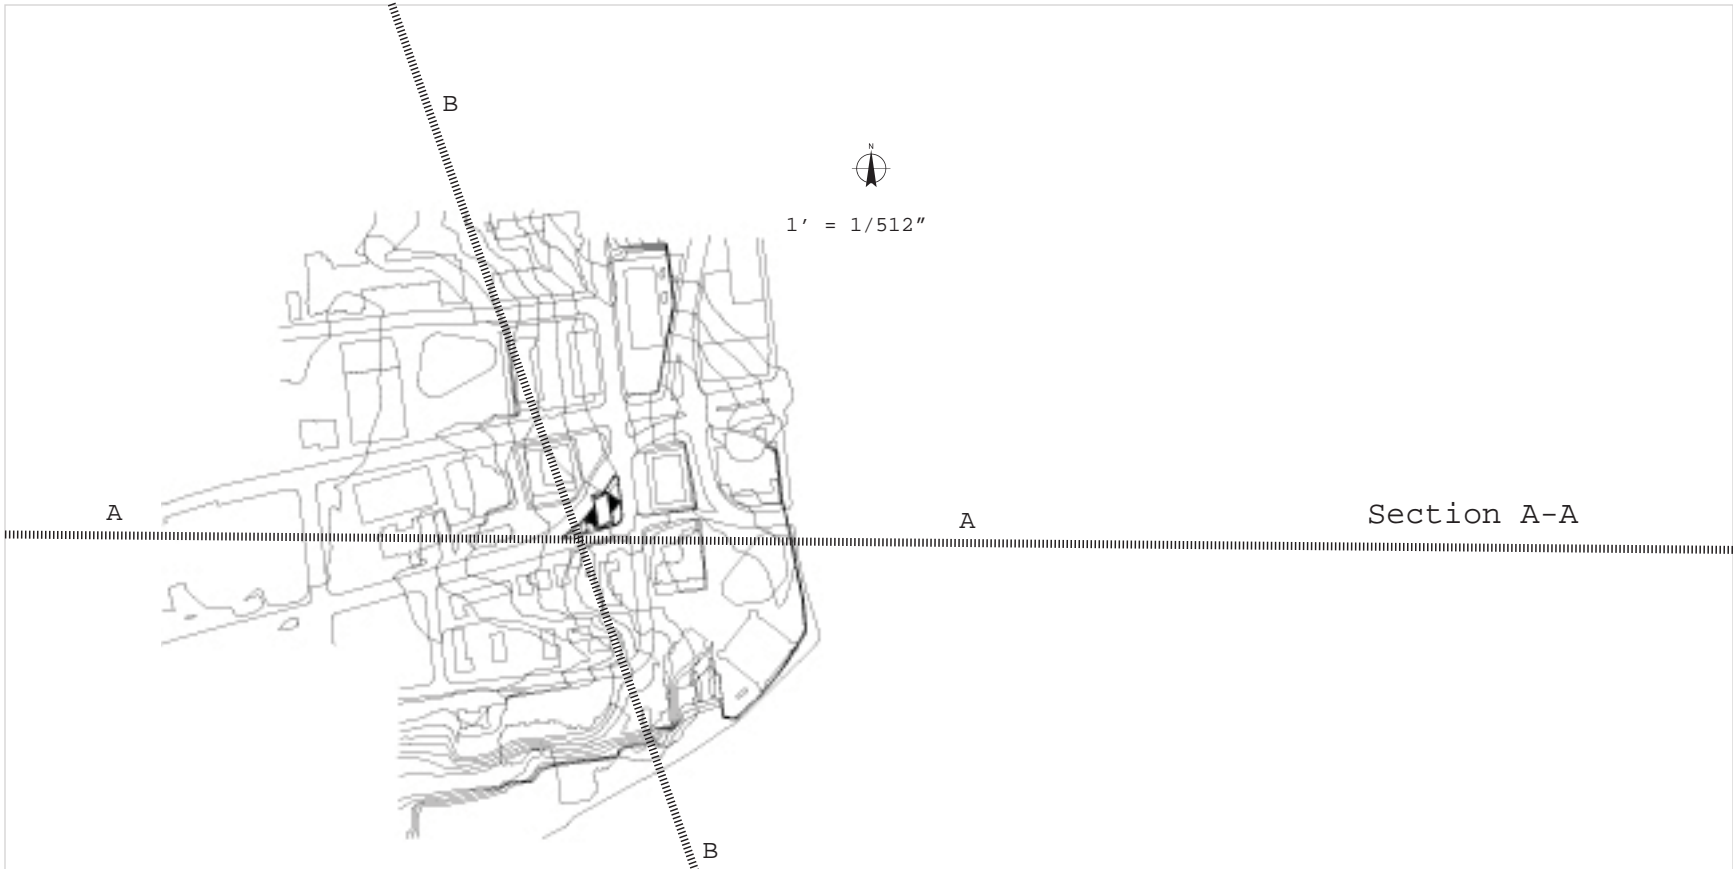 B
N
1′ = 1/512″
A
A
Section A-A
B